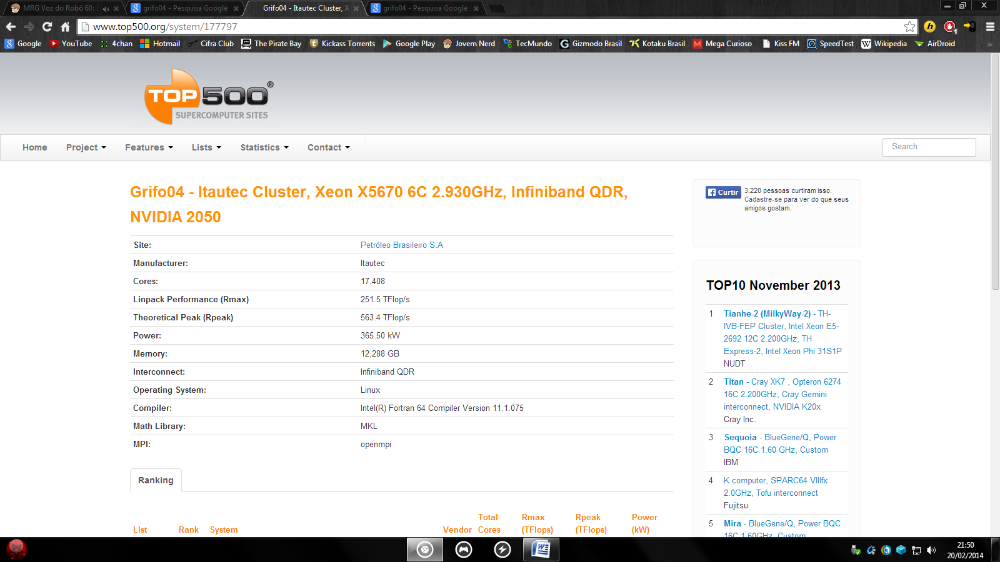 MRG Voz do Robô 60:
grifo04 - Pesquisa Google
Grifo04 - Itautec Cluster, X
grifo04 - Pesquisa Google
www.top500.org/system/177797
Google YouTube 4chan Hotmail Cifra Club The Pirate Bay Kickass Torrents Google Play Jovem Nerd TecMundo Gizmodo Brasil Kotaku Brasil Mega Curioso Kiss FM SpeedTest Wikipedia AirDroid
TOP500®
SUPERCOMPUTER SITES
Home Project Features Lists Statistics Contact Search
Grifo04 - Itautec Cluster, Xeon X5670 6C 2.930GHz, Infiniband QDR,
NVIDIA 2050
Site: Petróleo Brasileiro S.A
Manufacturer: Itautec
Cores: 17,408
Linpack Performance (Rmax) 251.5 TFlop/s
Theoretical Peak (Rpeak) 563.4 TFlop/s
Power: 365.50 kW
Memory: 12,288 GB
Interconnect: Infiniband QDR
Operating System: Linux
Compiler: Intel(R) Fortran 64 Compiler Version 11.1.075
Math Library: MKL
MPI: openmpi
Ranking
List Rank System Vendor Total Cores Rmax (TFlops) Rpeak (TFlops) Power (kW)
Curtir
3.220 pessoas curtiram isso.
Cadastre-se para ver do que seus
amigos gostam.
TOP10 November 2013
1 Tianhe-2 (MilkyWay-2) - TH-
IVB-FEP Cluster, Intel Xeon E5-
2692 12C 2.200GHz, TH
Express-2, Intel Xeon Phi 31S1P
NUDT
2 Titan - Cray XK7 , Opteron 6274
16C 2.200GHz, Cray Gemini
interconnect, NVIDIA K20x
Cray Inc.
3 Sequoia - BlueGene/Q, Power
BQC 16C 1.60 GHz, Custom
IBM
4 K computer, SPARC64 VIIIfx
2.0GHz, Tofu interconnect
Fujitsu
5 Mira - BlueGene/Q, Power BQC
16C 1.60GHz, Custom
21:50
20/02/2014